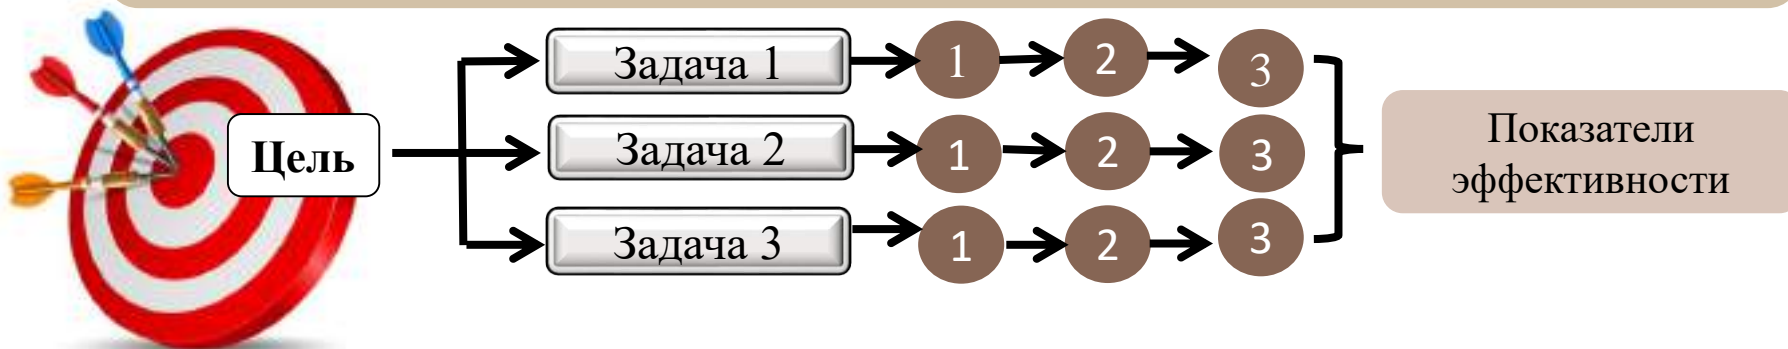 Цель
Задача 1
1
2
3
Задача 2
1
2
3
Задача 3
1
2
3
Показатели
эффективности